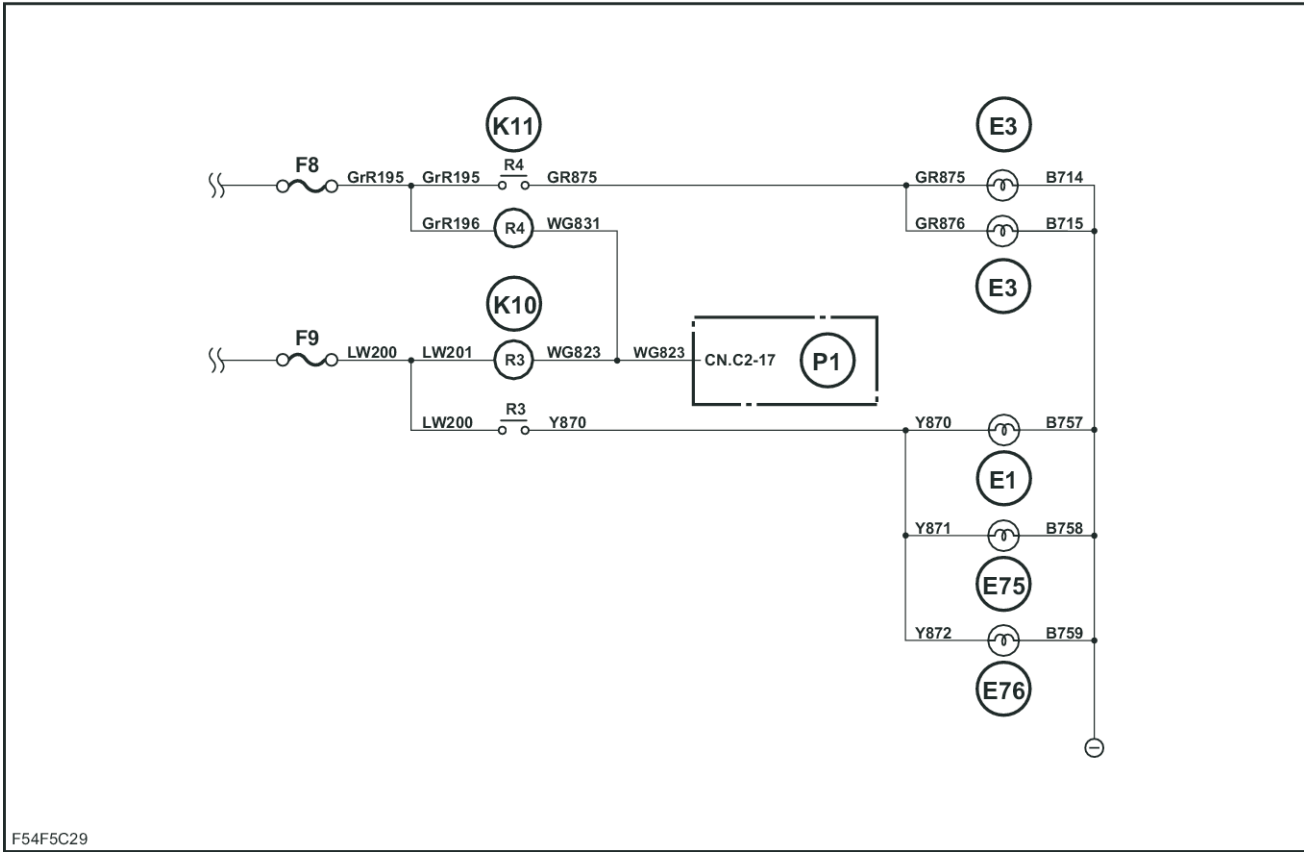 K11 E3
F8 R4
GrR195 GrR195 GR875 GR875 B714
GrR196 R4 WG831 GR876 B715
E3
K10
F9
LW200 LW201 R3 WG823 WG823 CN.C2-17 P1
R3
LW200 Y870 Y870 B757
E1
Y871 B758
E75
Y872 B759
E76
F54F5C29